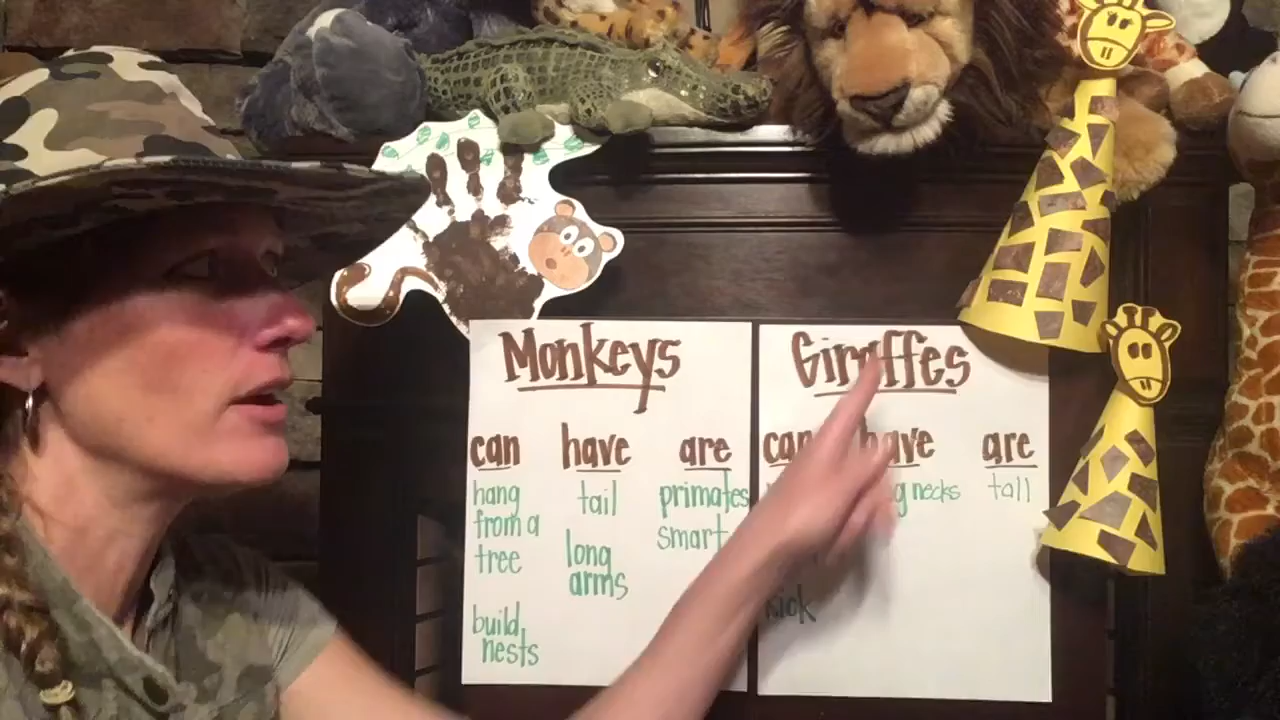 Monkeys
can have are
hang
from a
tree
build
nests
tail
long
arms
primates
smart
Giraffes
can have are
necks
tall
kick